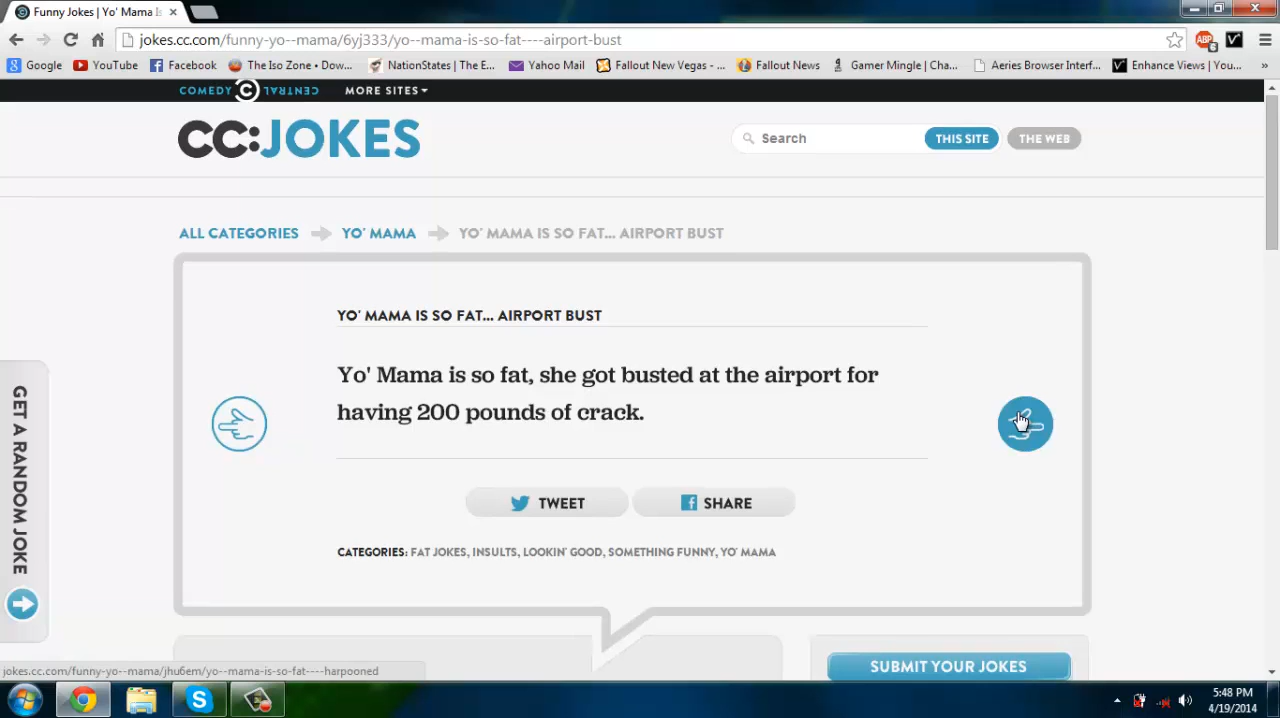 Funny Jokes | Yo' Mama Is
jokes.cc.com/funny-yo--mama/6yj333/yo--mama-is-so-fat----airport-bust
Google YouTube Facebook The Iso Zone • Dow... NationStates | The E... Yahoo Mail Fallout New Vegas - ... Fallout News Gamer Mingle | Cha... Aeries Browser Interf... Enhance Views | You... »
COMEDY CENTRAL MORE SITES
CC:JOKES
Search THIS SITE THE WEB
ALL CATEGORIES YO' MAMA YO' MAMA IS SO FAT... AIRPORT BUST
YO' MAMA IS SO FAT... AIRPORT BUST
Yo' Mama is so fat, she got busted at the airport for
having 200 pounds of crack.
GET A RANDOM JOKE
TWEET SHARE
CATEGORIES: FAT JOKES, INSULTS, LOOKIN' GOOD, SOMETHING FUNNY, YO' MAMA
SUBMIT YOUR JOKES
jokes.cc.com/funny-yo--mama/jhu6em/yo--mama-is-so-fat----harpooned
5:48 PM
4/19/2014